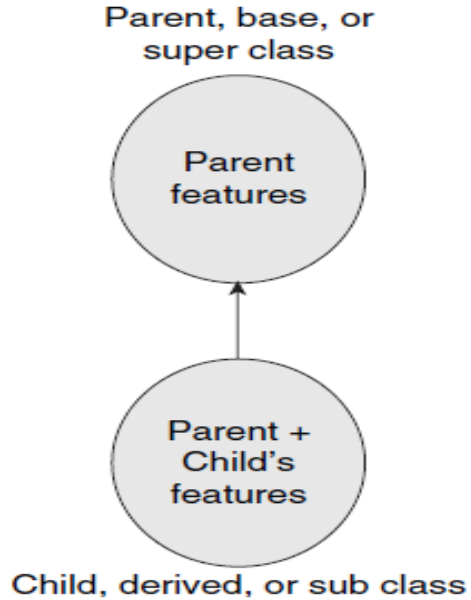 Parent, base, or
super class
Parent
features
Parent +
Child's
features
Child, derived, or sub class